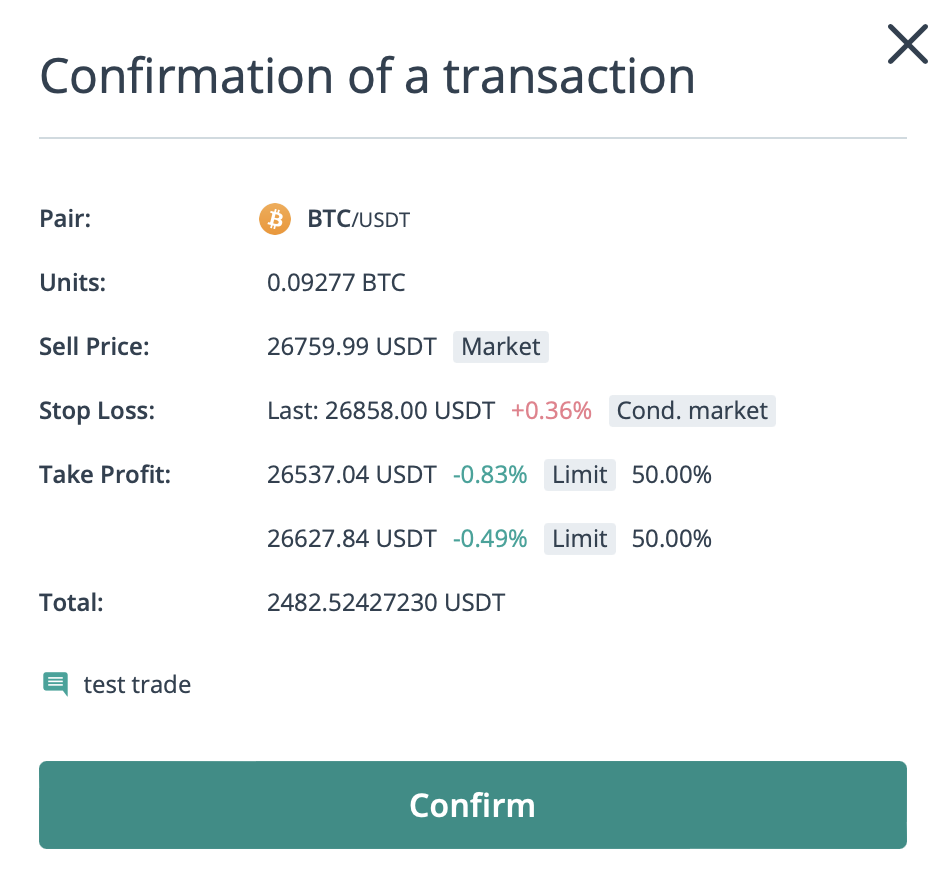 Confirmation of a transaction
Pair: BTC/USDT
Units: 0.09277 BTC
Sell Price: 26759.99 USDT Market
Stop Loss: Last: 26858.00 USDT +0.36% Cond. market
Take Profit: 26537.04 USDT -0.83% Limit 50.00%
26627.84 USDT -0.49% Limit 50.00%
Total: 2482.52427230 USDT
test trade
Confirm